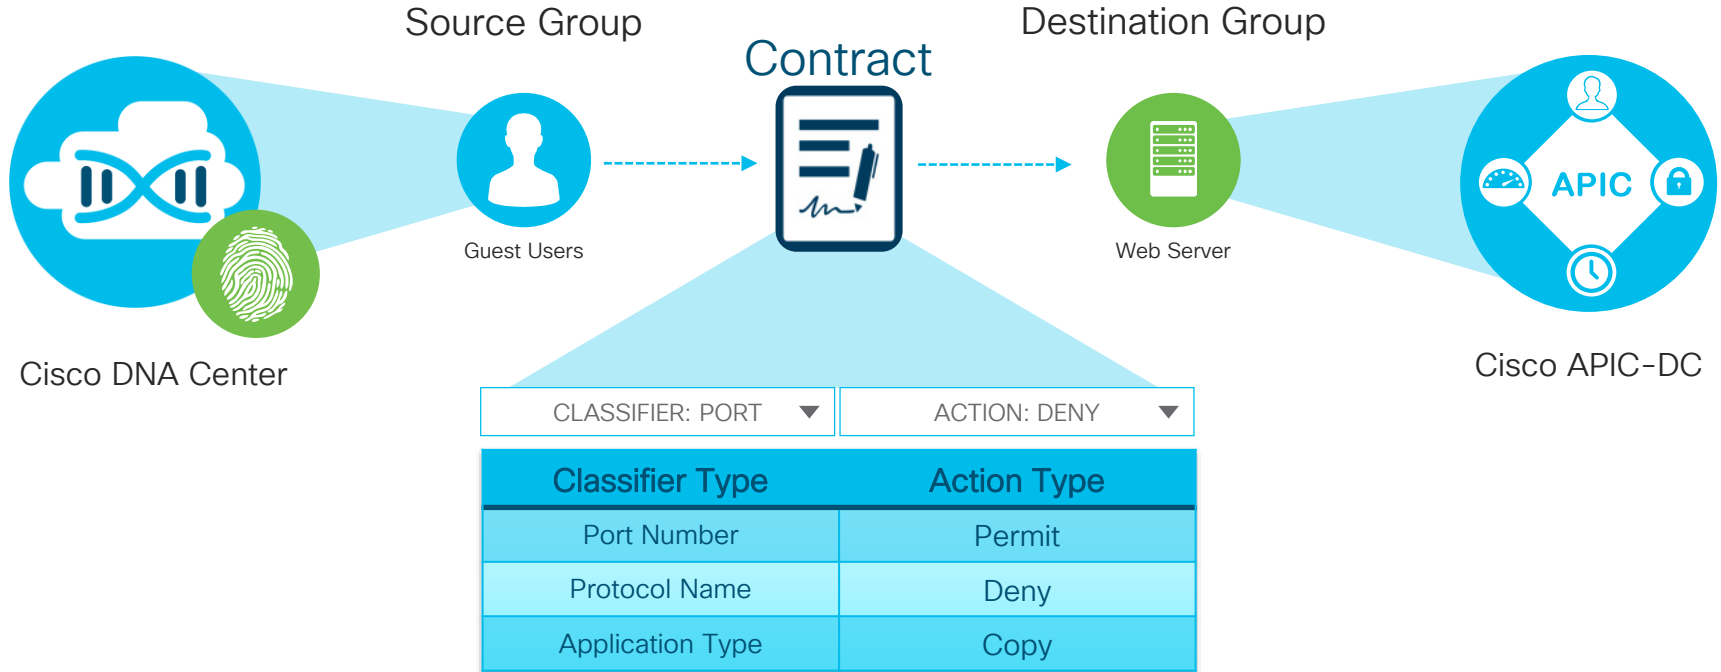 Source Group
Destination Group
Contract
APIC
Guest Users
Web Server
Cisco DNA Center
Cisco APIC-DC
CLASSIFIER: PORT
ACTION: DENY
Classifier Type
Action Type
Port Number
Permit
Protocol Name
Deny
Application Type
Copy